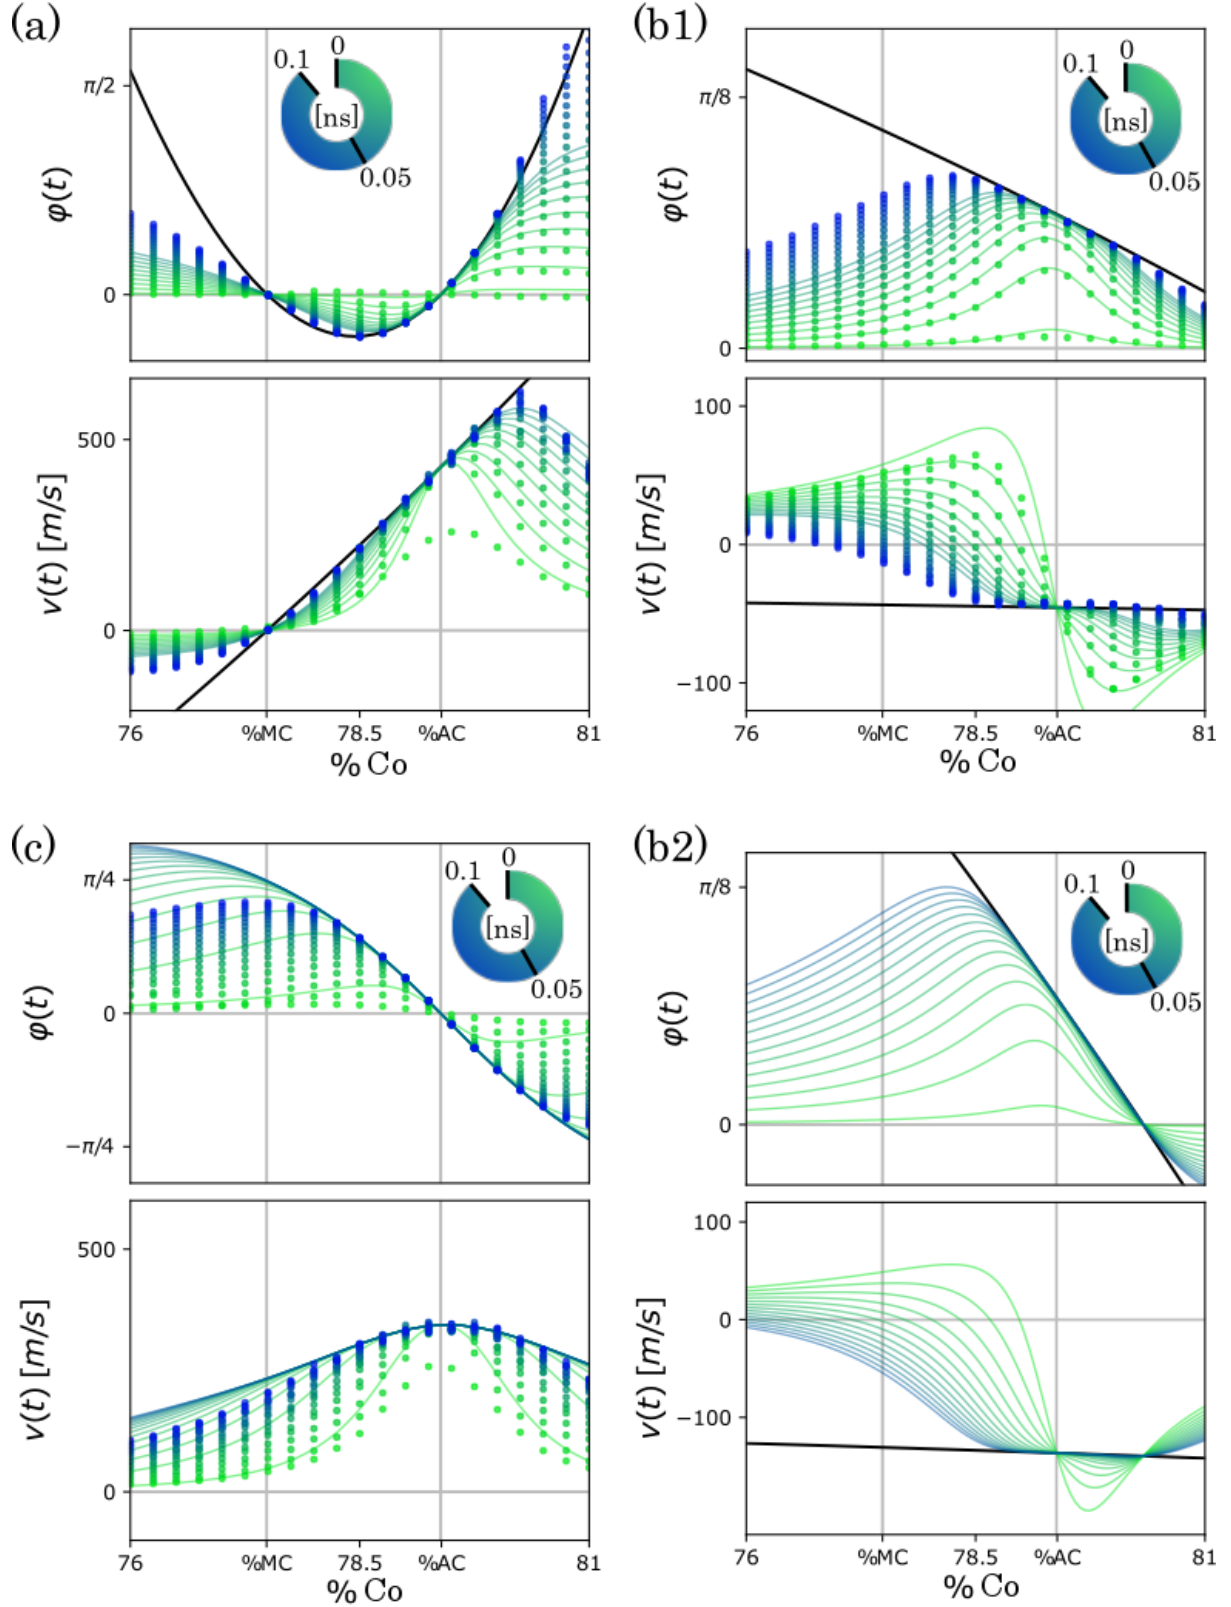 (a)
π/2
0
φ(t)
0.1
0
[ns]
0.05
500
0
v(t) [m/s]
76
%MC
78.5
%AC
81
% Co
(b1)
π/8
0
φ(t)
0.1
0
[ns]
0.05
100
0
−100
v(t) [m/s]
76
%MC
78.5
%AC
81
% Co
(c)
π/4
0
−π/4
φ(t)
0.1
0
[ns]
0.05
500
0
v(t) [m/s]
76
%MC
78.5
%AC
81
% Co
(b2)
π/8
0
φ(t)
0.1
0
[ns]
0.05
100
0
−100
v(t) [m/s]
76
%MC
78.5
%AC
81
% Co